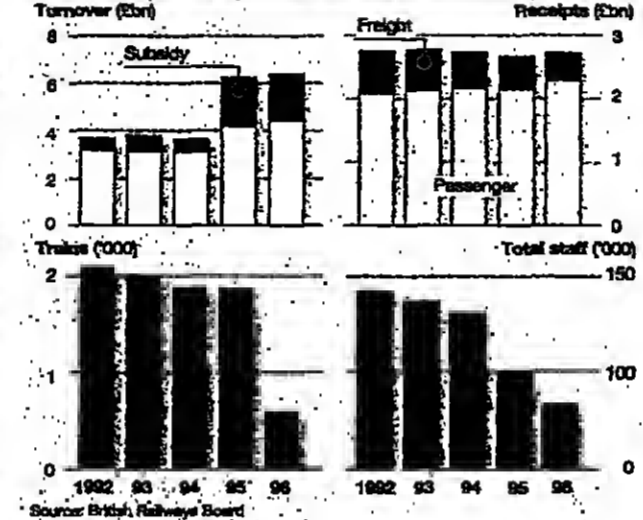 Turnover (£bn)
8
6
4
2
0
Subsidy
Receipts (£bn)
3
2
1
0
Freight
Passenger
Trains ('000)
2
1
0
1992 93 94 95 96
Total staff ('000)
150
100
0
1992 93 94 95 96
Source: British Railways Board